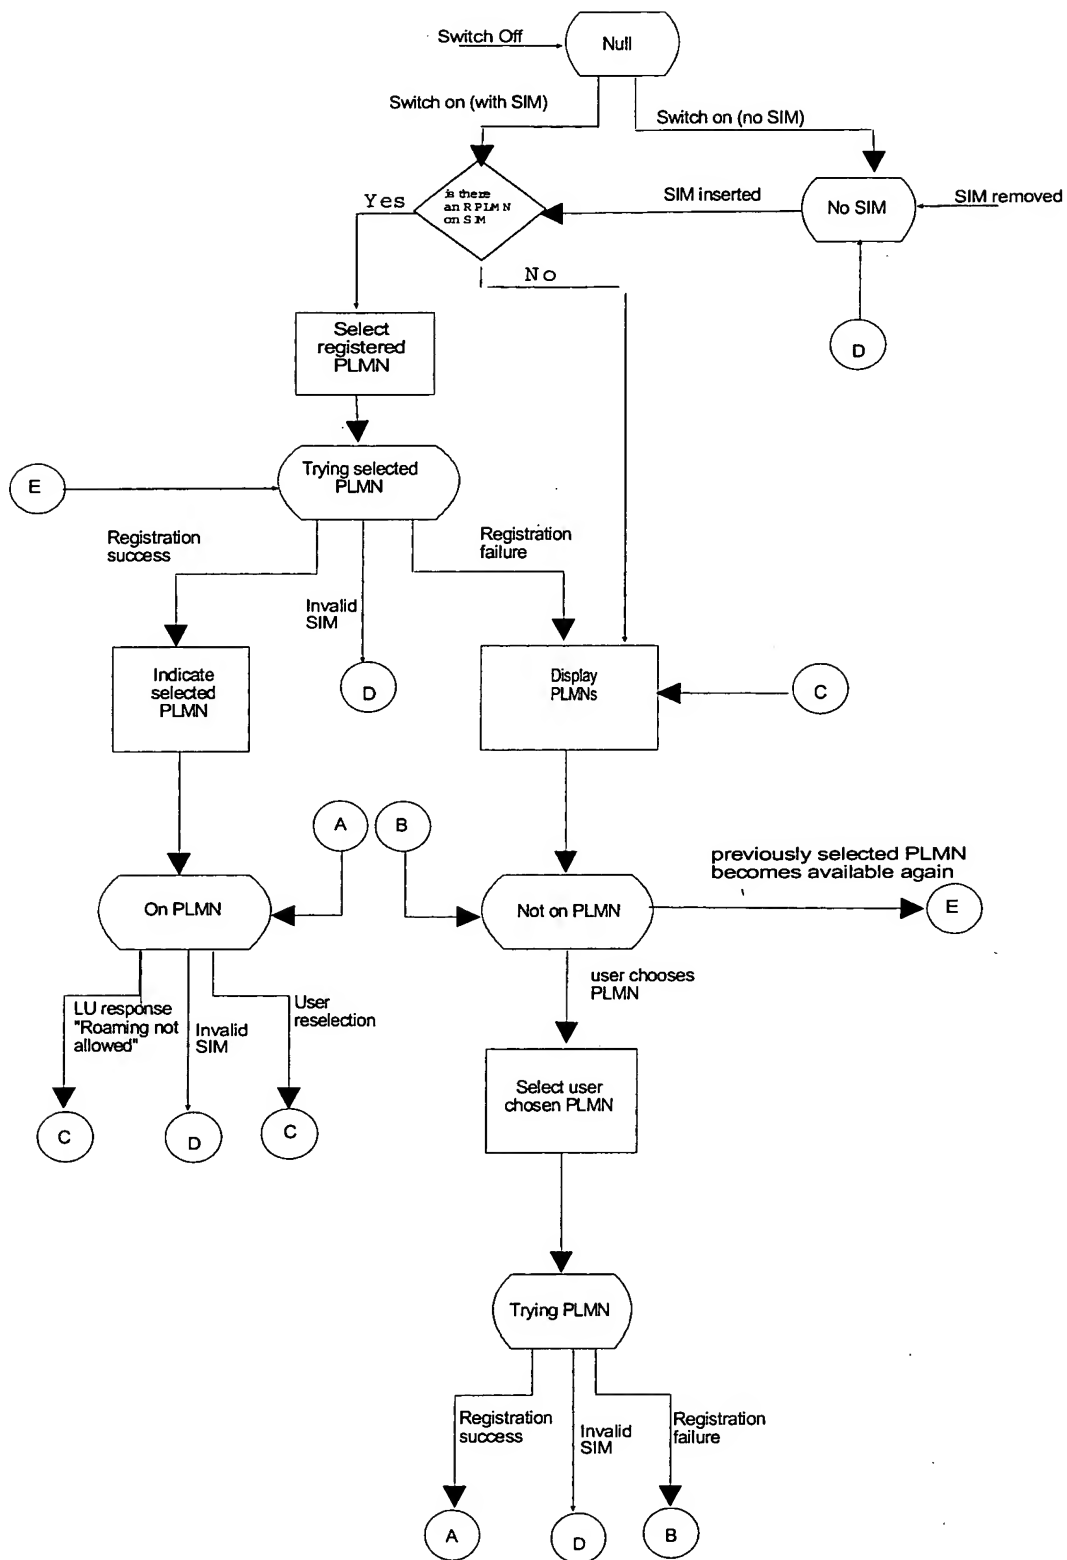 Switch Off
Null
Switch on (with SIM)
Switch on (no SIM)
is there
an RPLMN
on SIM
Yes
SIM inserted
No SIM
SIM removed
No
D
Select
registered
PLMN
E
Trying selected
PLMN
Registration
success
Invalid
SIM
Registration
failure
Indicate
selected
PLMN
D
Display
PLMNs
C
A
B
previously selected PLMN
becomes available again
On PLMN
Not on PLMN
E
LU response
"Roaming not
allowed"
Invalid
SIM
User
reselection
user chooses
PLMN
C
D
C
Select user
chosen PLMN
Trying PLMN
Registration
success
Invalid
SIM
Registration
failure
A
D
B